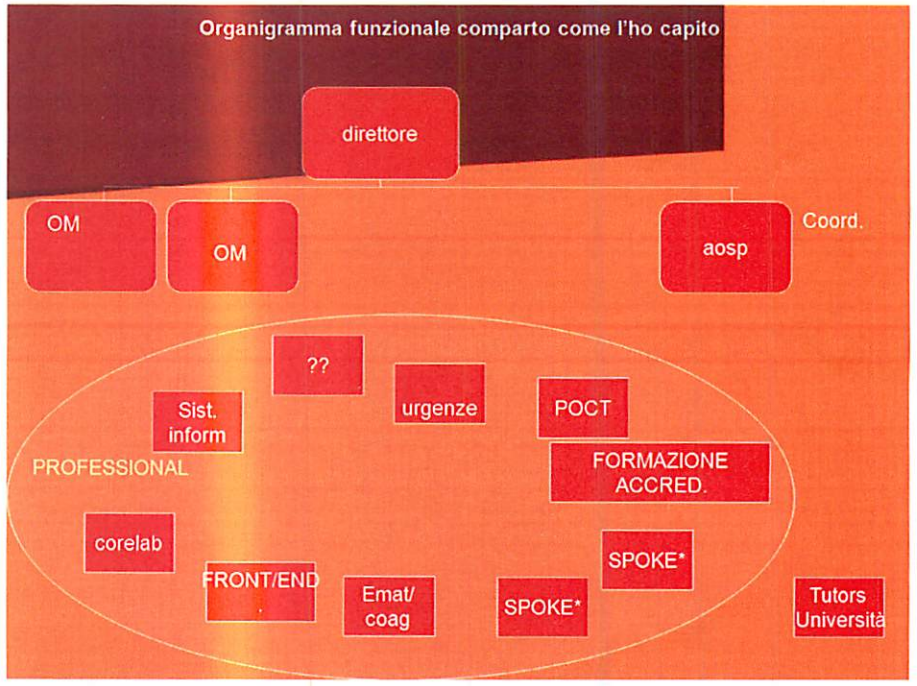 Organigramma funzionale comparto come l'ho capito
direttore
OM
OM
aosp
Coord.
??
urgenze
POCT
Sist.
inform
FORMAZIONE
ACCRED.
PROFESSIONAL
corelab
FRONT/END
.
Emat/
coag
SPOKE*
SPOKE*
Tutors
Università